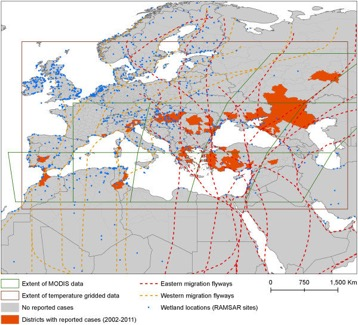 Extent of MODIS data
Eastern migration flyways
0 750 1,500 Km
Extent of temperature gridded data
Western migration flyways
No reported cases
Wetland locations (RAMSAR sites)
Districts with reported cases (2002-2011)